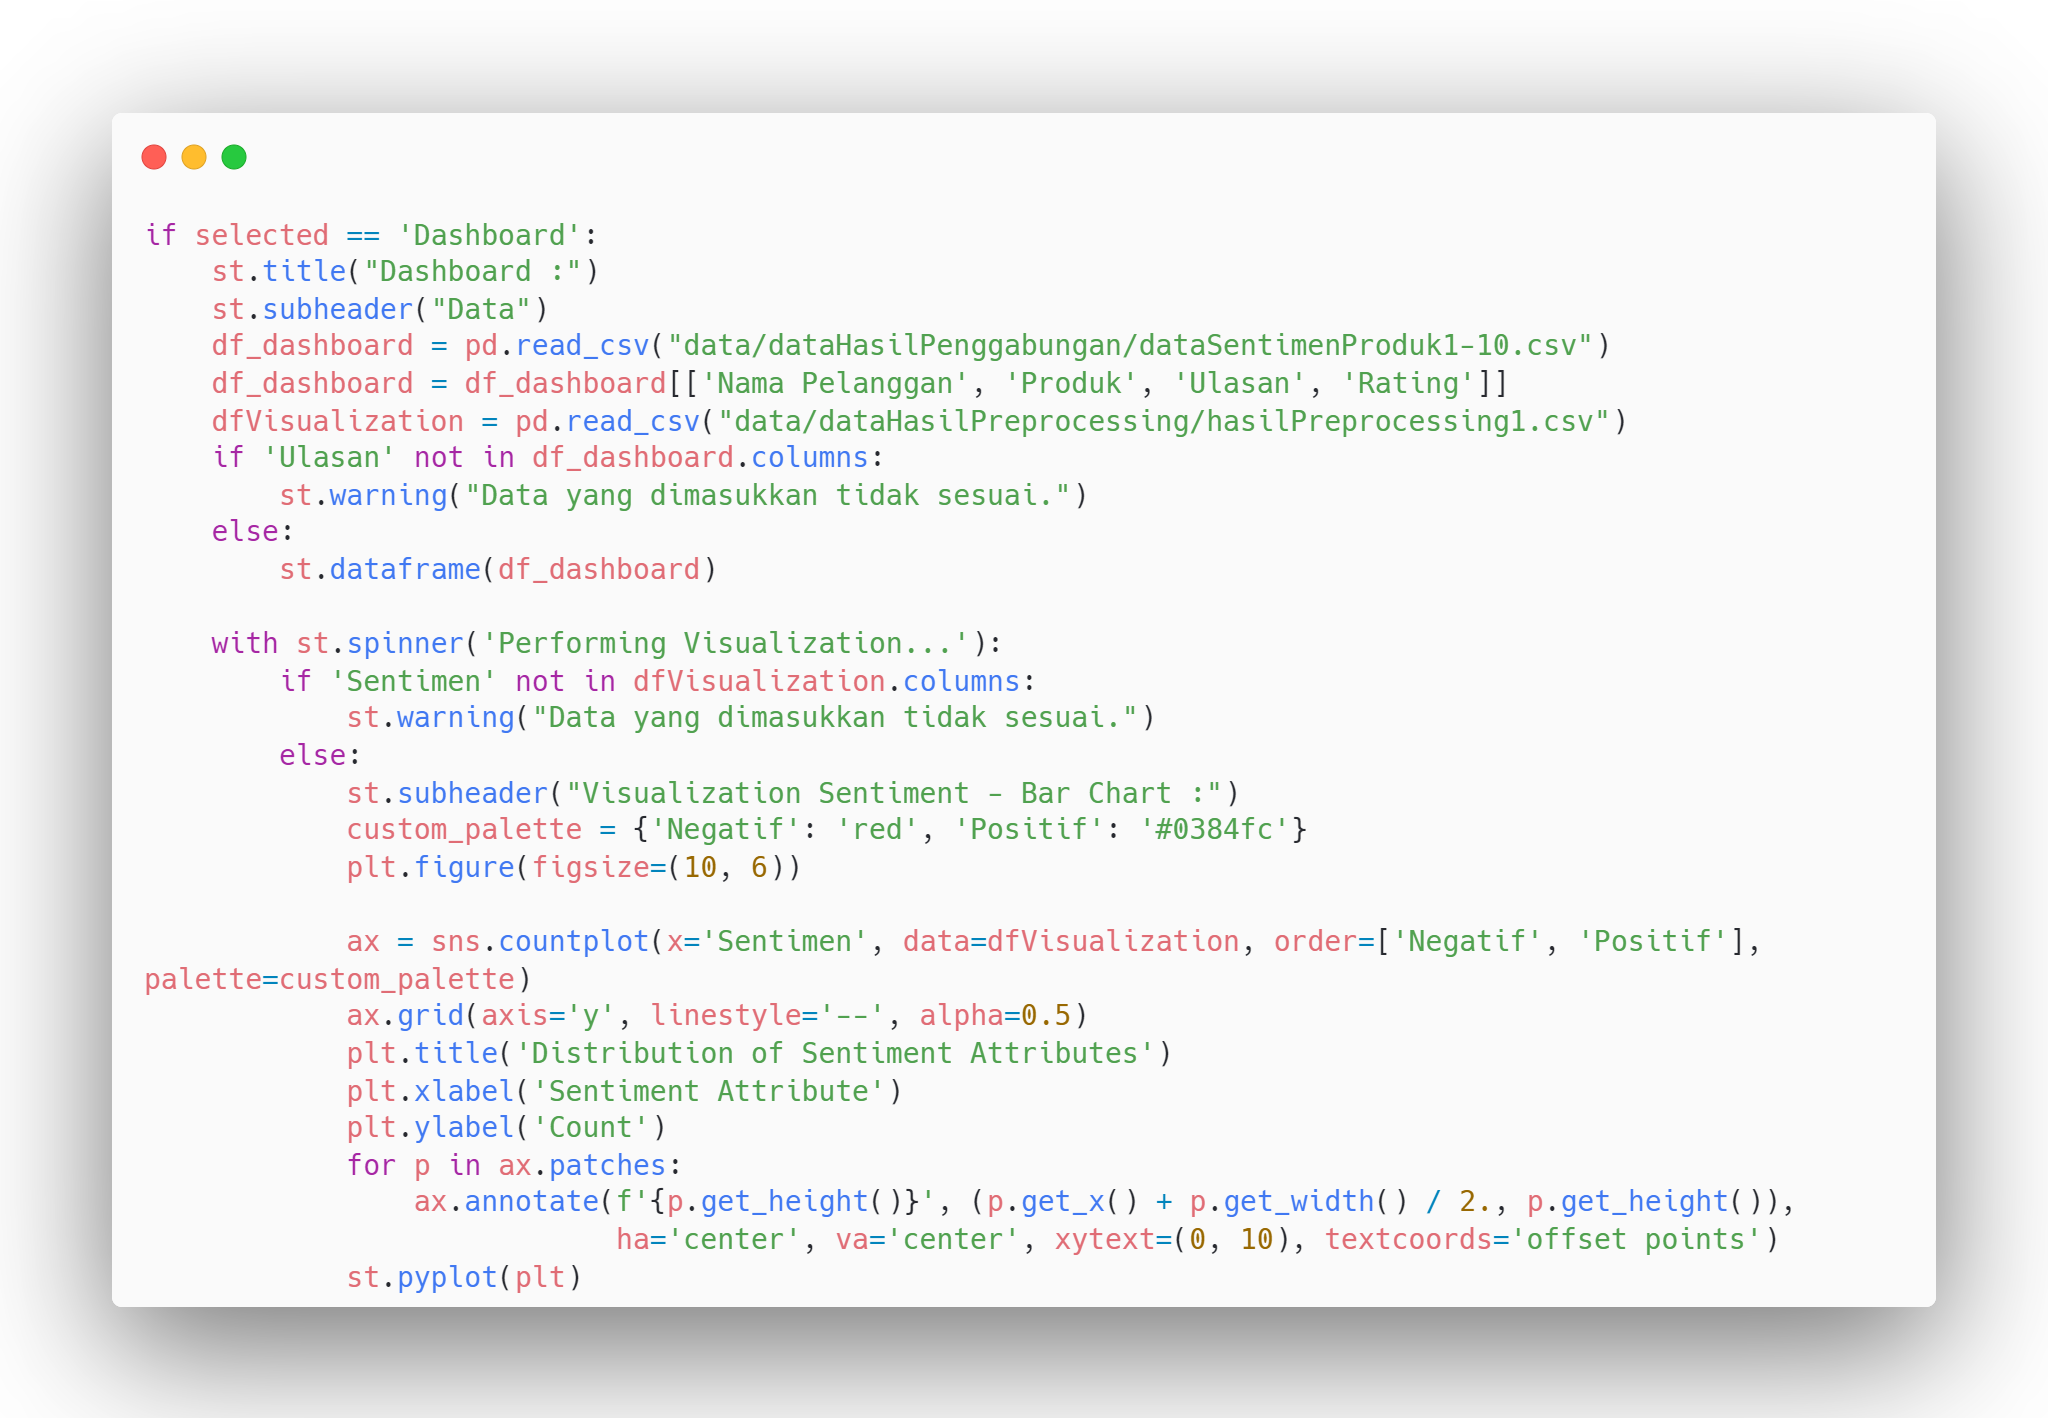 if selected == 'Dashboard':
    st.title("Dashboard :")
    st.subheader("Data")
    df_dashboard = pd.read_csv("data/dataHasilPenggabungan/dataSentimenProduk1-10.csv")
    df_dashboard = df_dashboard[['Nama Pelanggan', 'Produk', 'Ulasan', 'Rating']]
    dfVisualization = pd.read_csv("data/dataHasilPreprocessing/hasilPreprocessing1.csv")
    if 'Ulasan' not in df_dashboard.columns:
        st.warning("Data yang dimasukkan tidak sesuai.")
    else:
        st.dataframe(df_dashboard)

    with st.spinner('Performing Visualization...'):
        if 'Sentimen' not in dfVisualization.columns:
            st.warning("Data yang dimasukkan tidak sesuai.")
        else:
            st.subheader("Visualization Sentiment - Bar Chart :")
            custom_palette = {'Negatif': 'red', 'Positif': '#0384fc'}
            plt.figure(figsize=(10, 6))

            ax = sns.countplot(x='Sentimen', data=dfVisualization, order=['Negatif', 'Positif'],
palette=custom_palette)
            ax.grid(axis='y', linestyle='--', alpha=0.5)
            plt.title('Distribution of Sentiment Attributes')
            plt.xlabel('Sentiment Attribute')
            plt.ylabel('Count')
            for p in ax.patches:
                ax.annotate(f'{p.get_height()}', (p.get_x() + p.get_width() / 2., p.get_height()),
                            ha='center', va='center', xytext=(0, 10), textcoords='offset points')
            st.pyplot(plt)